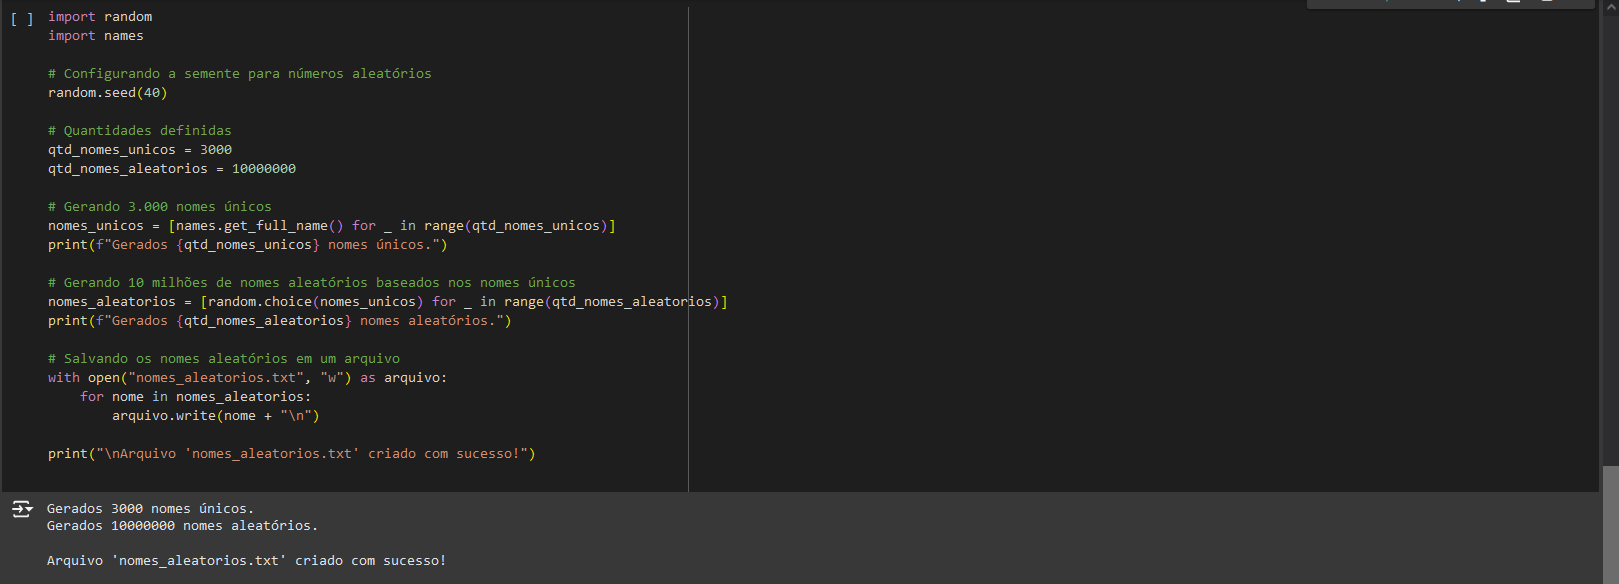 [ ] import random
import names
# Configurando a semente para números aleatórios
random.seed(40)
# Quantidades definidas
qtd_nomes_unicos = 3000
qtd_nomes_aleatorios = 10000000
# Gerando 3.000 nomes únicos
nomes_unicos = [names.get_full_name() for _ in range(qtd_nomes_unicos)]
print(f"Gerados {qtd_nomes_unicos} nomes únicos.")
# Gerando 10 milhões de nomes aleatórios baseados nos nomes únicos
nomes_aleatorios = [random.choice(nomes_unicos) for _ in range(qtd_nomes_aleatorios)]
print(f"Gerados {qtd_nomes_aleatorios} nomes aleatórios.")
# Salvando os nomes aleatórios em um arquivo
with open("nomes_aleatorios.txt", "w") as arquivo:
    for nome in nomes_aleatorios:
        arquivo.write(nome + "\n")
print("\nArquivo 'nomes_aleatorios.txt' criado com sucesso!")
Gerados 3000 nomes únicos.
Gerados 10000000 nomes aleatórios.
Arquivo 'nomes_aleatorios.txt' criado com sucesso!